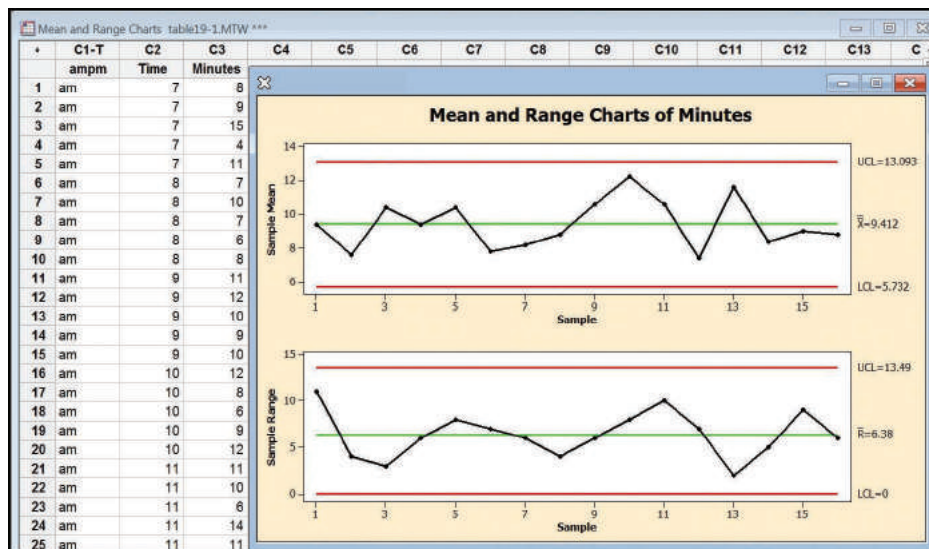 Mean and Range Charts table19-1.MTW ***
C1-T C2 C3 C4 C5 C6 C7 C8 C9 C10 C11 C12 C13 C
ampm Time Minutes
1 am 7 8
2 am 7 9
3 am 7 15
4 am 7 4
5 am 7 11
6 am 8 7
7 am 8 10
8 am 8 7
9 am 8 6
10 am 8 8
11 am 9 11
12 am 9 12
13 am 9 10
14 am 9 9
15 am 9 10
16 am 10 12
17 am 10 8
18 am 10 6
19 am 10 9
20 am 10 12
21 am 11 11
22 am 11 10
23 am 11 6
24 am 11 14
25 am 11 11
Mean and Range Charts of Minutes
Sample Mean
14
12
10
8
6
UCL=13.093
X̿=9.412
LCL=5.732
1 3 5 7 9 11 13 15
Sample
Sample Range
15
10
5
0
UCL=13.49
R̅=6.38
LCL=0
1 3 5 7 9 11 13 15
Sample